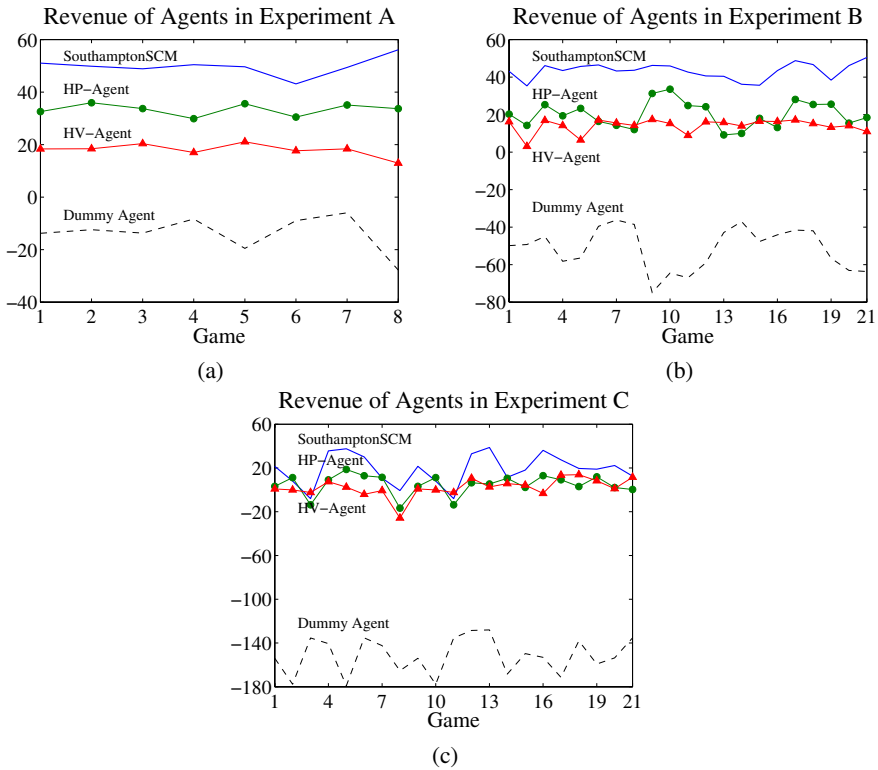 Revenue of Agents in Experiment A
60
40
20
0
−20
−40
SouthamptonSCM
HP−Agent
HV−Agent
Dummy Agent
1 2 3 4 5 6 7 8
Game
(a)
Revenue of Agents in Experiment B
60
40
20
0
−20
−40
−60
−80
SouthamptonSCM
HP−Agent
HV−Agent
Dummy Agent
1 4 7 10 13 16 19 21
Game
(b)
Revenue of Agents in Experiment C
60
20
−20
−60
−100
−140
−180
SouthamptonSCM
HP−Agent
HV−Agent
Dummy Agent
1 4 7 10 13 16 19 21
Game
(c)